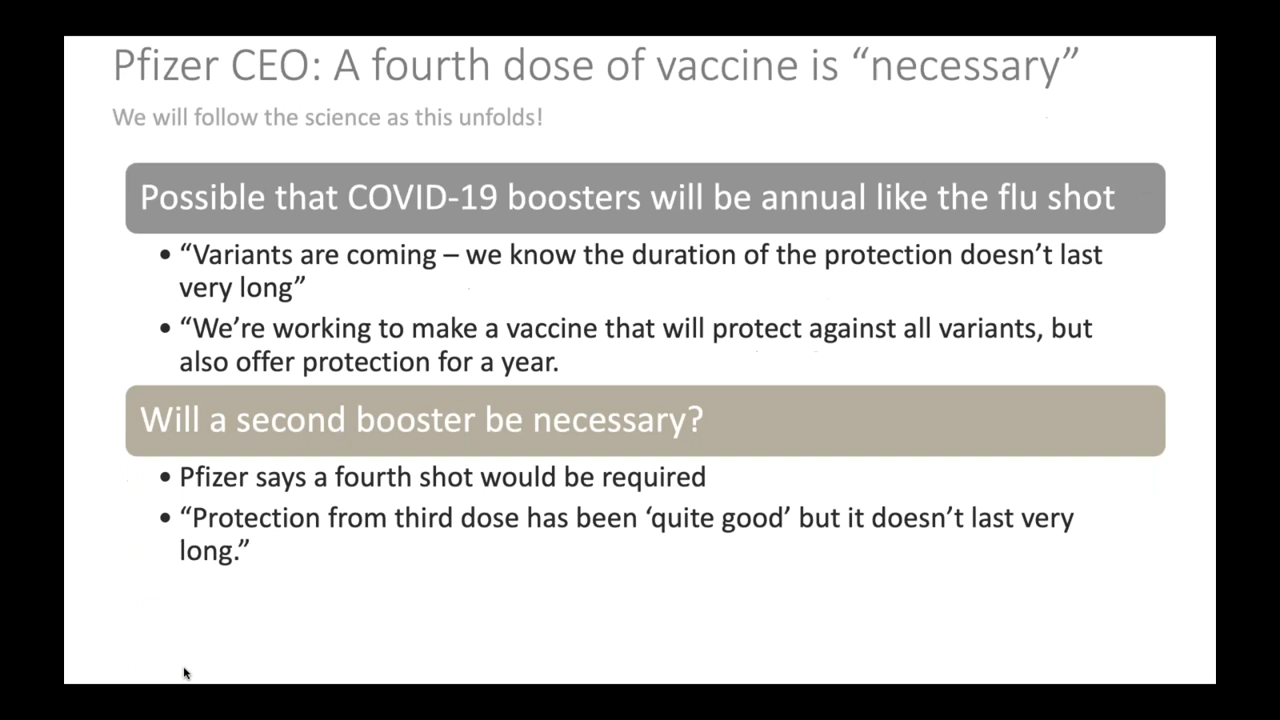 Pfizer CEO: A fourth dose of vaccine is “necessary”
We will follow the science as this unfolds!
Possible that COVID-19 boosters will be annual like the flu shot
• “Variants are coming – we know the duration of the protection doesn’t last
very long”
• “We’re working to make a vaccine that will protect against all variants, but
also offer protection for a year.
Will a second booster be necessary?
• Pfizer says a fourth shot would be required
• “Protection from third dose has been ‘quite good’ but it doesn’t last very
long.”